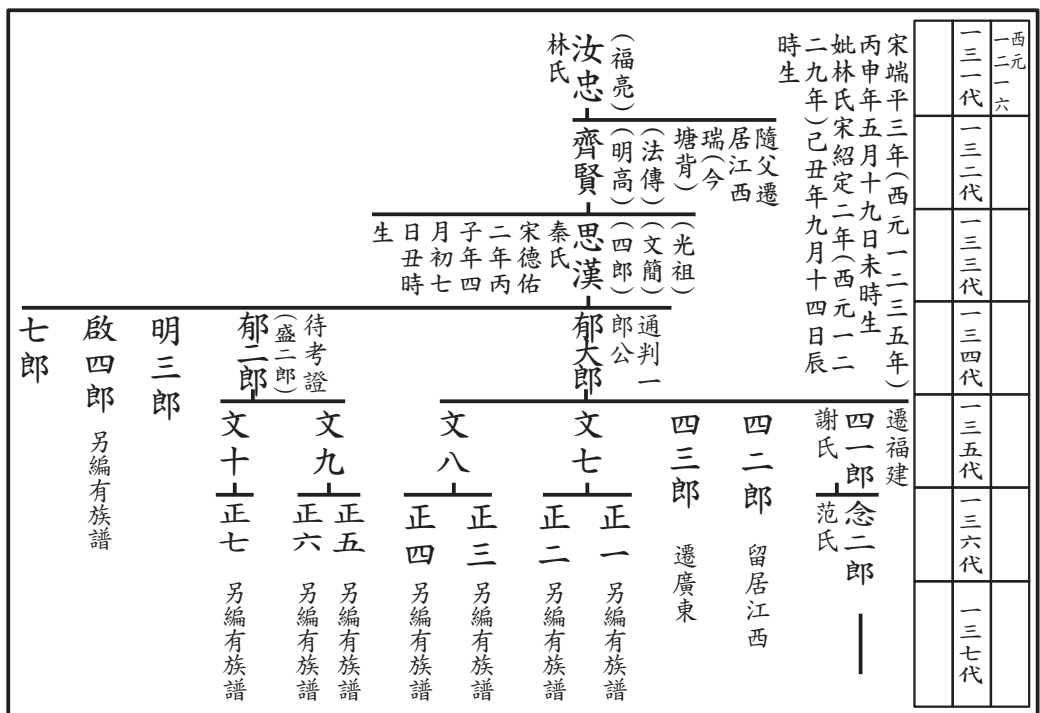 西元
一二一六
一三一代
一三二代
一三三代
一三四代
一三五代
一三六代
一三七代
宋端平三年(西元一二三五年)
丙申年五月十九日未時生
妣林氏宋紹定二年(西元一二
二九年)己丑年九月十四日辰
時生
(福亮)
汝忠
林氏
隨父遷
居江西
瑞(今
塘背)
(法傳)
(明高)
齊賢
(光祖)
(文簡)
(四郎)
思漢
秦氏
宋德佑
二年丙
子年四
月初七
日丑時
生
通判一
郎公
郁大郎
待考證
(盛二郎)
郁二郎
明三郎
啟四郎 另編有族譜
七郎
遷福建
四一郎
謝氏
四二郎 留居江西
四三郎 遷廣東
文七
文八
文九
文十
念二郎
范氏
正一 另編有族譜
正二 另編有族譜
正三 另編有族譜
正四 另編有族譜
正五 另編有族譜
正六 另編有族譜
正七 另編有族譜